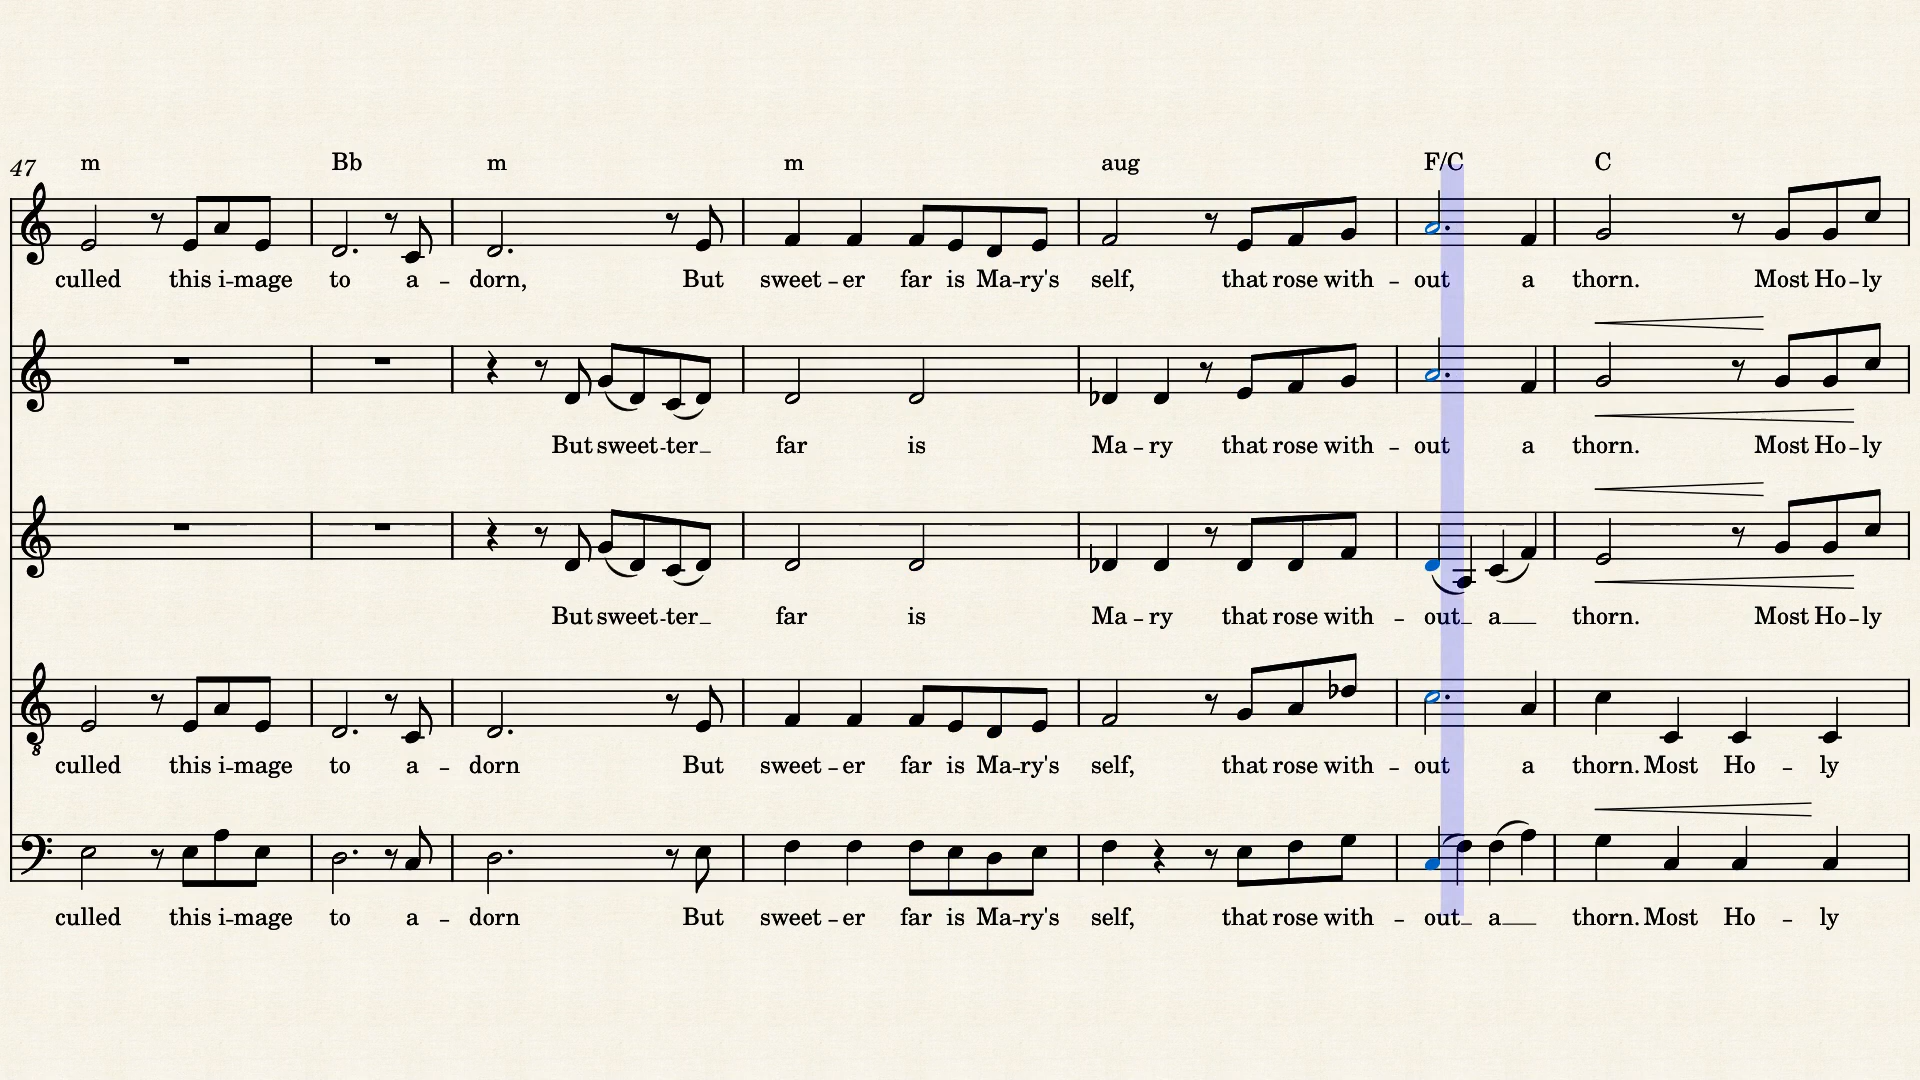 47 m Bb m m aug F/C C
culled this i-mage to a - dorn, But sweet - er far is Ma-ry's self, that rose with - out a thorn. Most Ho-ly
But sweet-ter_ far is Ma-ry that rose with - out a thorn. Most Ho-ly
But sweet-ter_ far is Ma-ry that rose with - out_ a_ thorn. Most Ho-ly
8
culled this i-mage to a - dorn But sweet - er far is Ma-ry's self, that rose with - out a thorn. Most Ho - ly
culled this i-mage to a - dorn But sweet - er far is Ma-ry's self, that rose with - out_ a_ thorn. Most Ho - ly